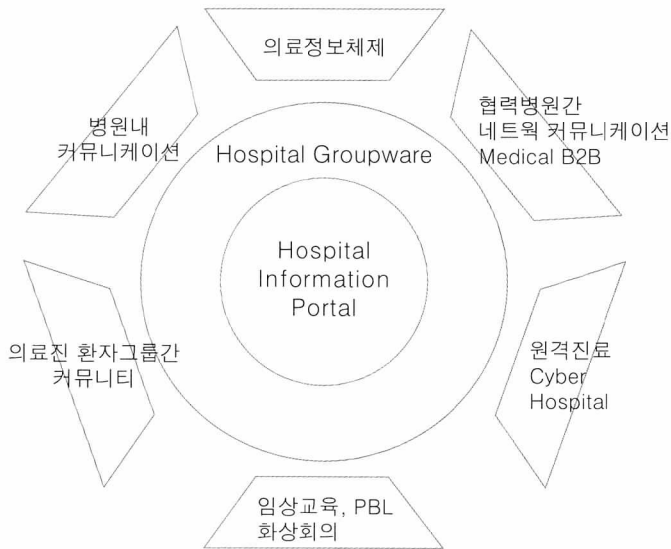 의료정보체제
병원내
커뮤니케이션
협력병원간
네트웍 커뮤니케이션
Medical B2B
Hospital Groupware
Hospital
Information
Portal
의료진 환자그룹간
커뮤니티
원격진료
Cyber
Hospital
임상교육, PBL
화상회의